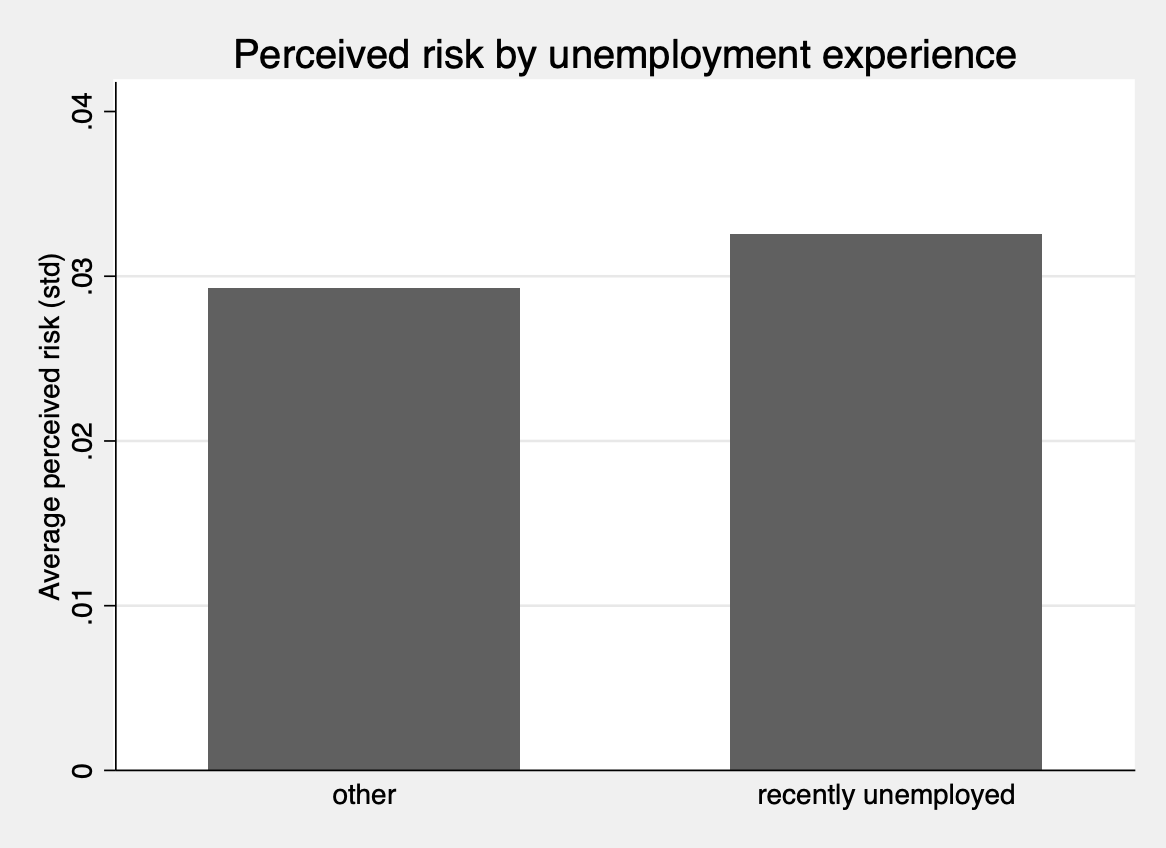 Perceived risk by unemployment experience
Average perceived risk (std)
.04
.03
.02
.01
0
other
recently unemployed